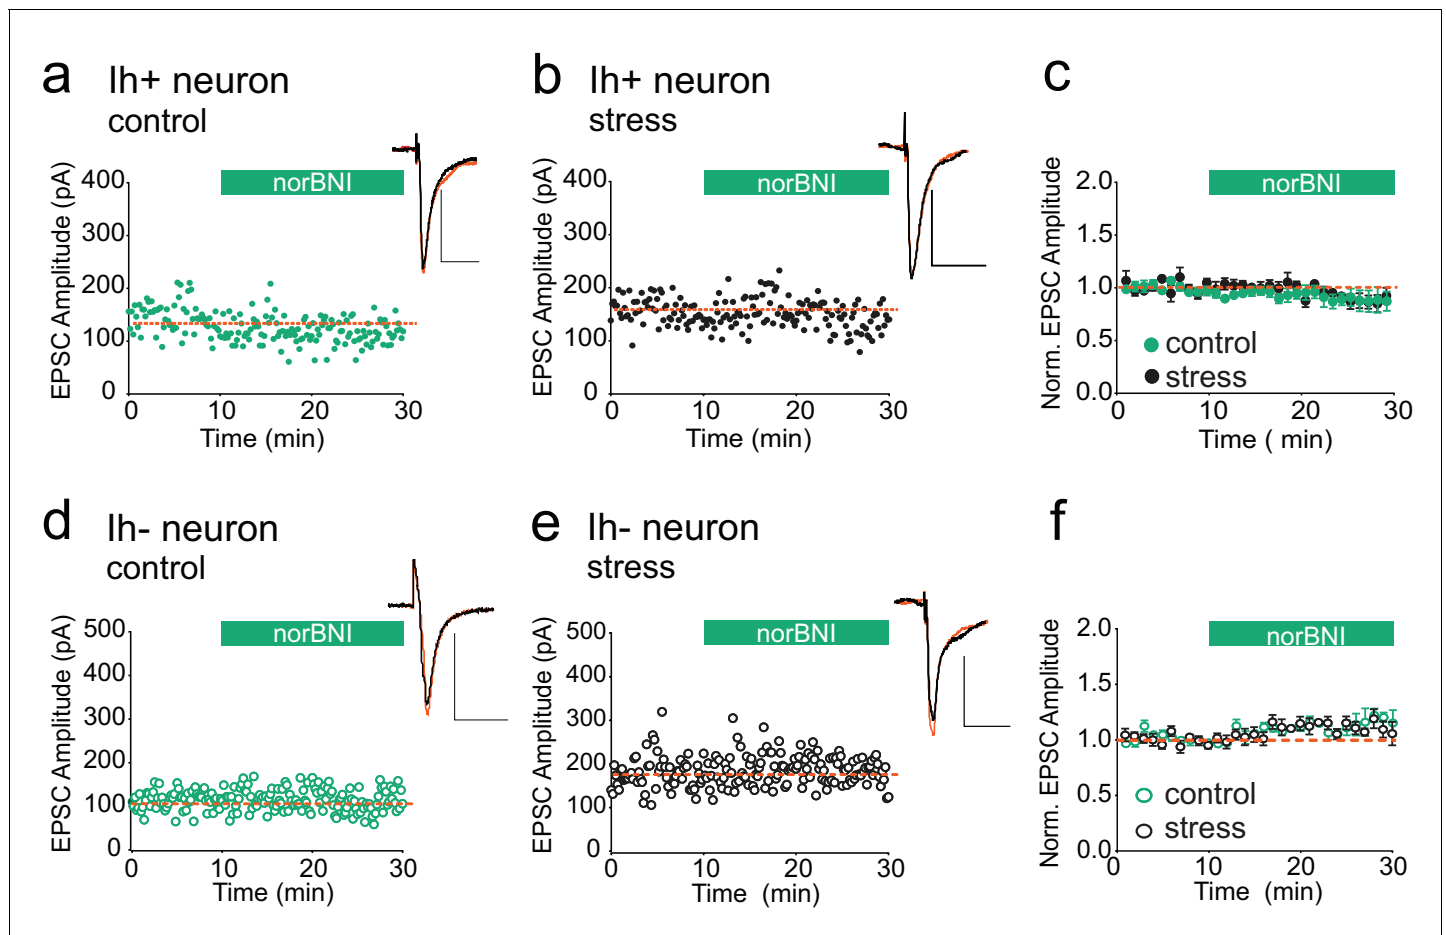 a Ih+ neuron
control
norBNI
EPSC Amplitude (pA)
400
300
200
100
0
0 10 20 30
Time (min)
b Ih+ neuron
stress
norBNI
EPSC Amplitude (pA)
400
300
200
100
0
0 10 20 30
Time (min)
c
norBNI
Norm. EPSC Amplitude
2.0
1.5
1.0
0.5
0.0
control
stress
0 10 20 30
Time ( min)
d Ih- neuron
control
norBNI
EPSC Amplitude (pA)
500
400
300
200
100
0
0 10 20 30
Time (min)
e Ih- neuron
stress
norBNI
EPSC Amplitude (pA)
500
400
300
200
100
0
0 10 20 30
Time (min)
f
norBNI
Norm. EPSC Amplitude
2.0
1.5
1.0
0.5
0.0
control
stress
0 10 20 30
Time (min)